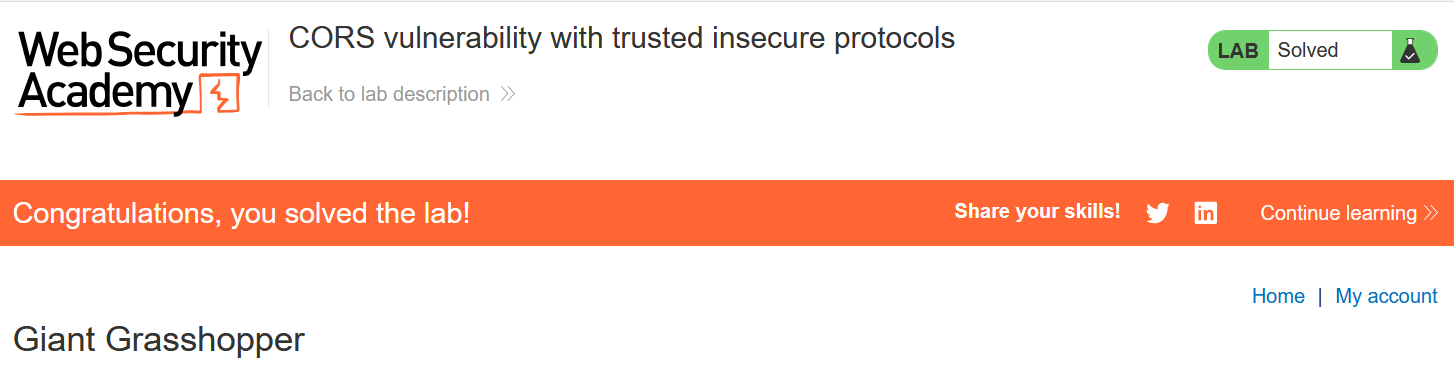 Web Security
Academy
CORS vulnerability with trusted insecure protocols
Back to lab description
LAB Solved
Congratulations, you solved the lab!
Share your skills!
Continue learning
Home | My account
Giant Grasshopper